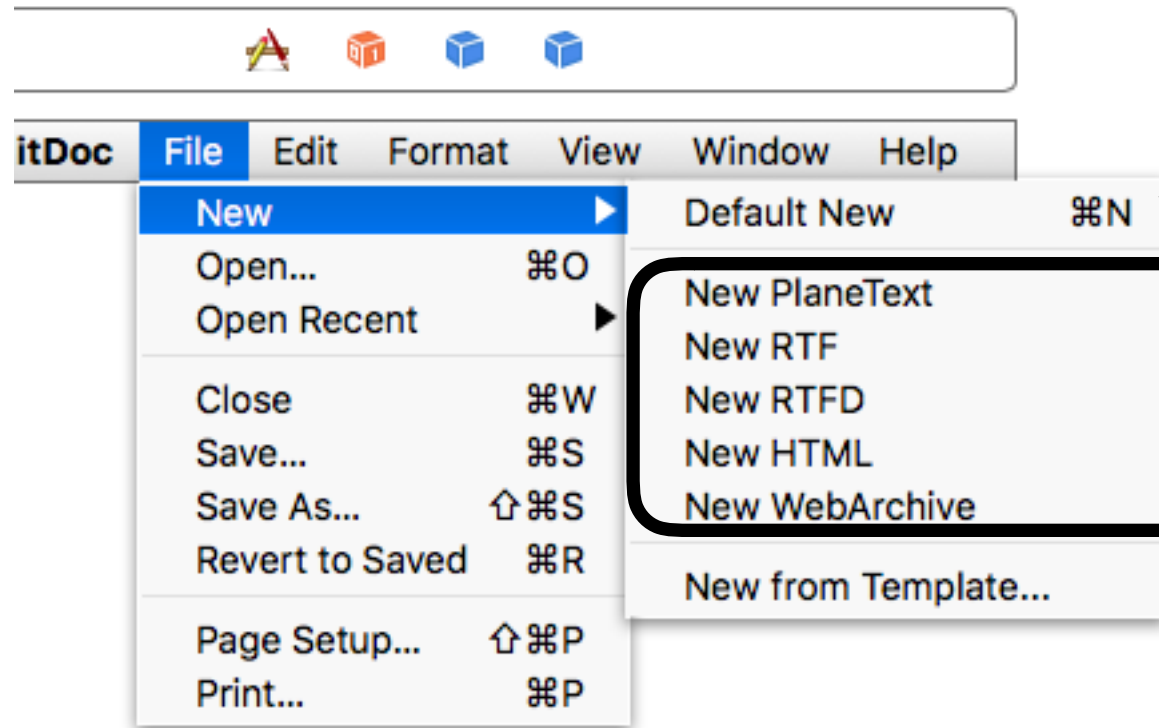 itDoc File Edit Format View Window Help
New
Open... ⌘O
Open Recent
Close ⌘W
Save... ⌘S
Save As... ⇧⌘S
Revert to Saved ⌘R
Page Setup... ⇧⌘P
Print... ⌘P
Default New ⌘N
New PlaneText
New RTF
New RTFD
New HTML
New WebArchive
New from Template...